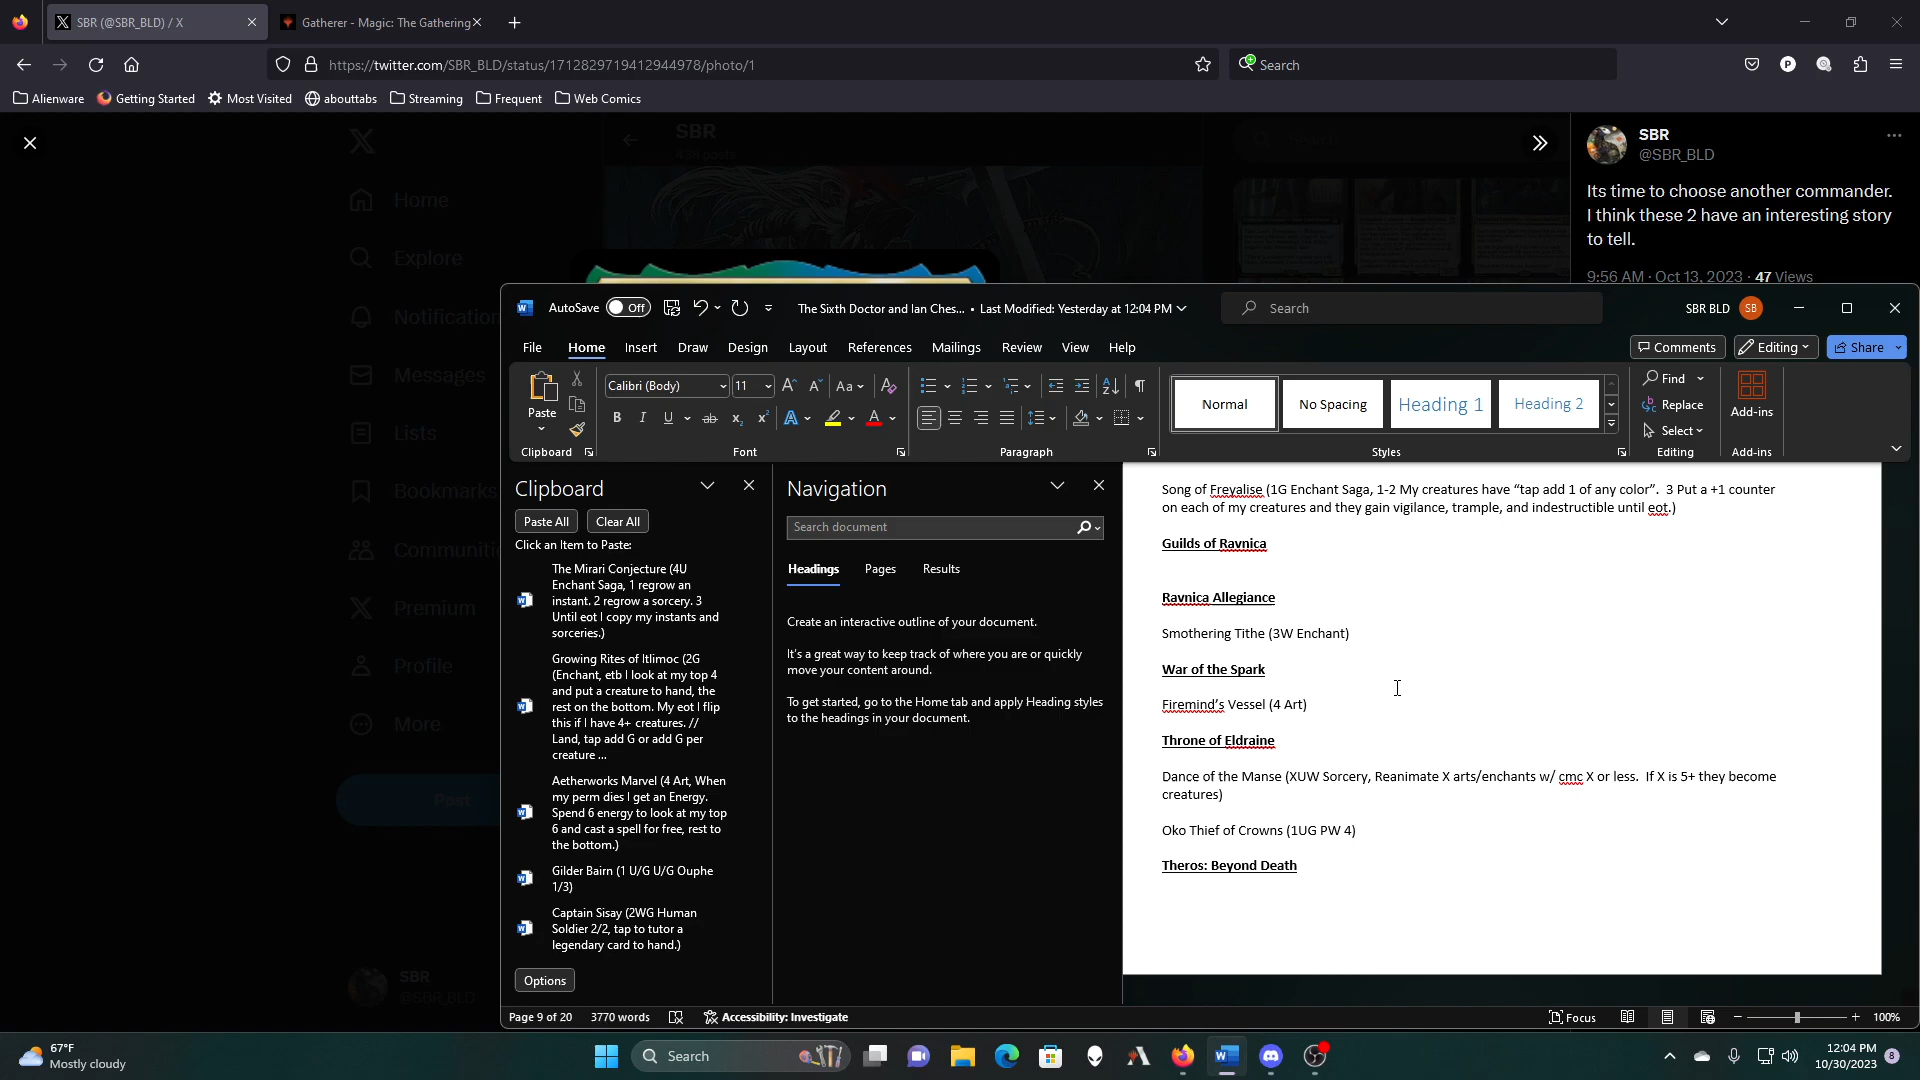 SBR (@SBR_BLD) / X
Gatherer - Magic: The Gathering
https://twitter.com/SBR_BLD/status/1712829719412944978/photo/1
Search
Alienware
Getting Started
Most Visited
abouttabs
Streaming
Frequent
Web Comics
SBR
Home
Explore
Notification
Messages
Lists
Bookmarks
Communiti
Premium
Profile
More
Post
SBR
@SBR_BLD
SBR
@SBR_BLD
Its time to choose another commander.
I think these 2 have an interesting story
to tell.
9:56 AM · Oct 13, 2023 · 47 Views
AutoSave
Off
The Sixth Doctor and Ian Ches... • Last Modified: Yesterday at 12:04 PM
Search
SBR BLD
SB
File
Home
Insert
Draw
Design
Layout
References
Mailings
Review
View
Help
Comments
Editing
Share
Paste
Calibri (Body)
11
Normal
No Spacing
Heading 1
Heading 2
Find
Replace
Select
Add-ins
Clipboard
Font
Paragraph
Styles
Editing
Add-ins
Clipboard
Paste All
Clear All
Click an Item to Paste:
The Mirari Conjecture (4U
Enchant Saga, 1 regrow an
instant. 2 regrow a sorcery. 3
Until eot I copy my instants and
sorceries.)
Growing Rites of Itlimoc (2G
(Enchant, etb I look at my top 4
and put a creature to hand, the
rest on the bottom. My eot I flip
this if I have 4+ creatures. //
Land, tap add G or add G per
creature ...
Aetherworks Marvel (4 Art, When
my perm dies I get an Energy.
Spend 6 energy to look at my top
6 and cast a spell for free, rest to
the bottom.)
Gilder Bairn (1 U/G U/G Ouphe
1/3)
Captain Sisay (2WG Human
Soldier 2/2, tap to tutor a
legendary card to hand.)
Options
Navigation
Search document
Headings
Pages
Results
Create an interactive outline of your document.
It's a great way to keep track of where you are or quickly
move your content around.
To get started, go to the Home tab and apply Heading styles
to the headings in your document.
Song of Freyalise (1G Enchant Saga, 1-2 My creatures have “tap add 1 of any color”.  3 Put a +1 counter
on each of my creatures and they gain vigilance, trample, and indestructible until eot.)
Guilds of Ravnica
Ravnica Allegiance
Smothering Tithe (3W Enchant)
War of the Spark
Firemind’s Vessel (4 Art)
Throne of Eldraine
Dance of the Manse (XUW Sorcery, Reanimate X arts/enchants w/ cmc X or less.  If X is 5+ they become
creatures)
Oko Thief of Crowns (1UG PW 4)
Theros: Beyond Death
Page 9 of 20
3770 words
Accessibility: Investigate
Focus
100%
67°F
Mostly cloudy
Search
12:04 PM
10/30/2023
8